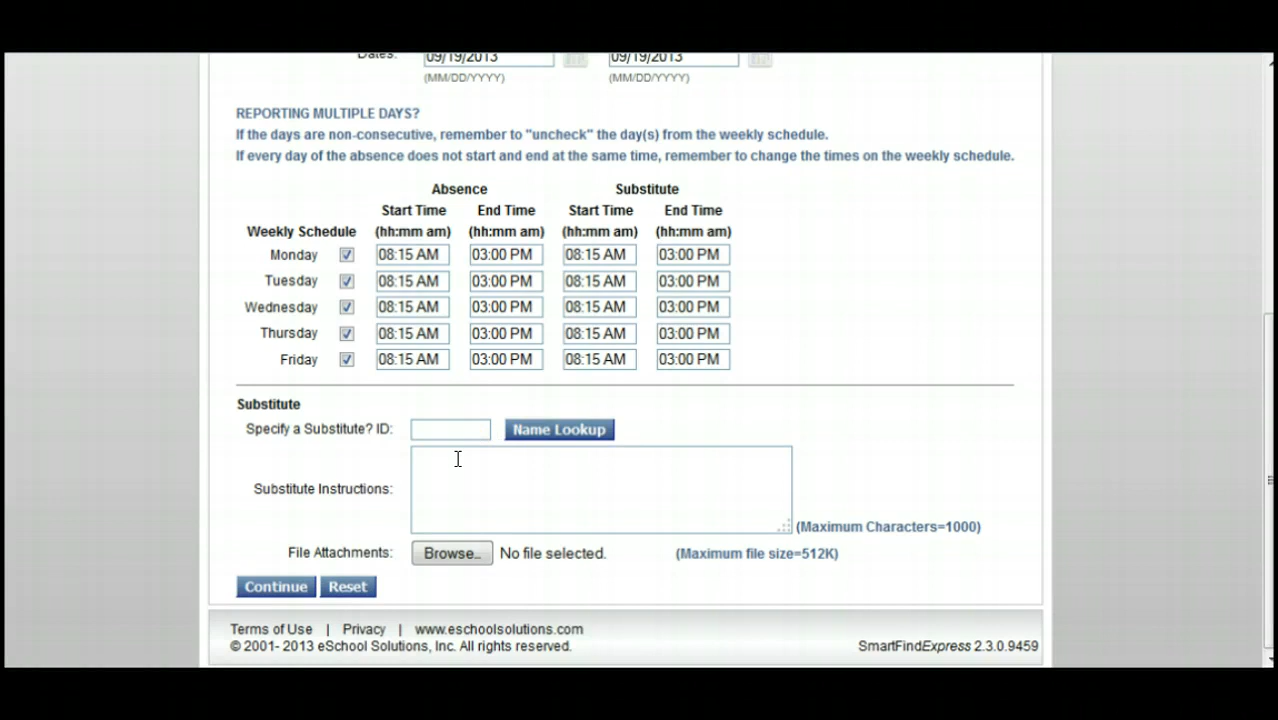 Dates: 09/19/2013 09/19/2013
(MM/DD/YYYY) (MM/DD/YYYY)
REPORTING MULTIPLE DAYS?
If the days are non-consecutive, remember to "uncheck" the day(s) from the weekly schedule.
If every day of the absence does not start and end at the same time, remember to change the times on the weekly schedule.
Absence Substitute
Start Time End Time Start Time End Time
Weekly Schedule (hh:mm am) (hh:mm am) (hh:mm am) (hh:mm am)
Monday 08:15 AM 03:00 PM 08:15 AM 03:00 PM
Tuesday 08:15 AM 03:00 PM 08:15 AM 03:00 PM
Wednesday 08:15 AM 03:00 PM 08:15 AM 03:00 PM
Thursday 08:15 AM 03:00 PM 08:15 AM 03:00 PM
Friday 08:15 AM 03:00 PM 08:15 AM 03:00 PM
Substitute
Specify a Substitute? ID: Name Lookup
Substitute Instructions:
(Maximum Characters=1000)
File Attachments: Browse... No file selected. (Maximum file size=512K)
Continue Reset
Terms of Use | Privacy | www.eschoolsolutions.com
© 2001- 2013 eSchool Solutions, Inc. All rights reserved. SmartFindExpress 2.3.0.9459